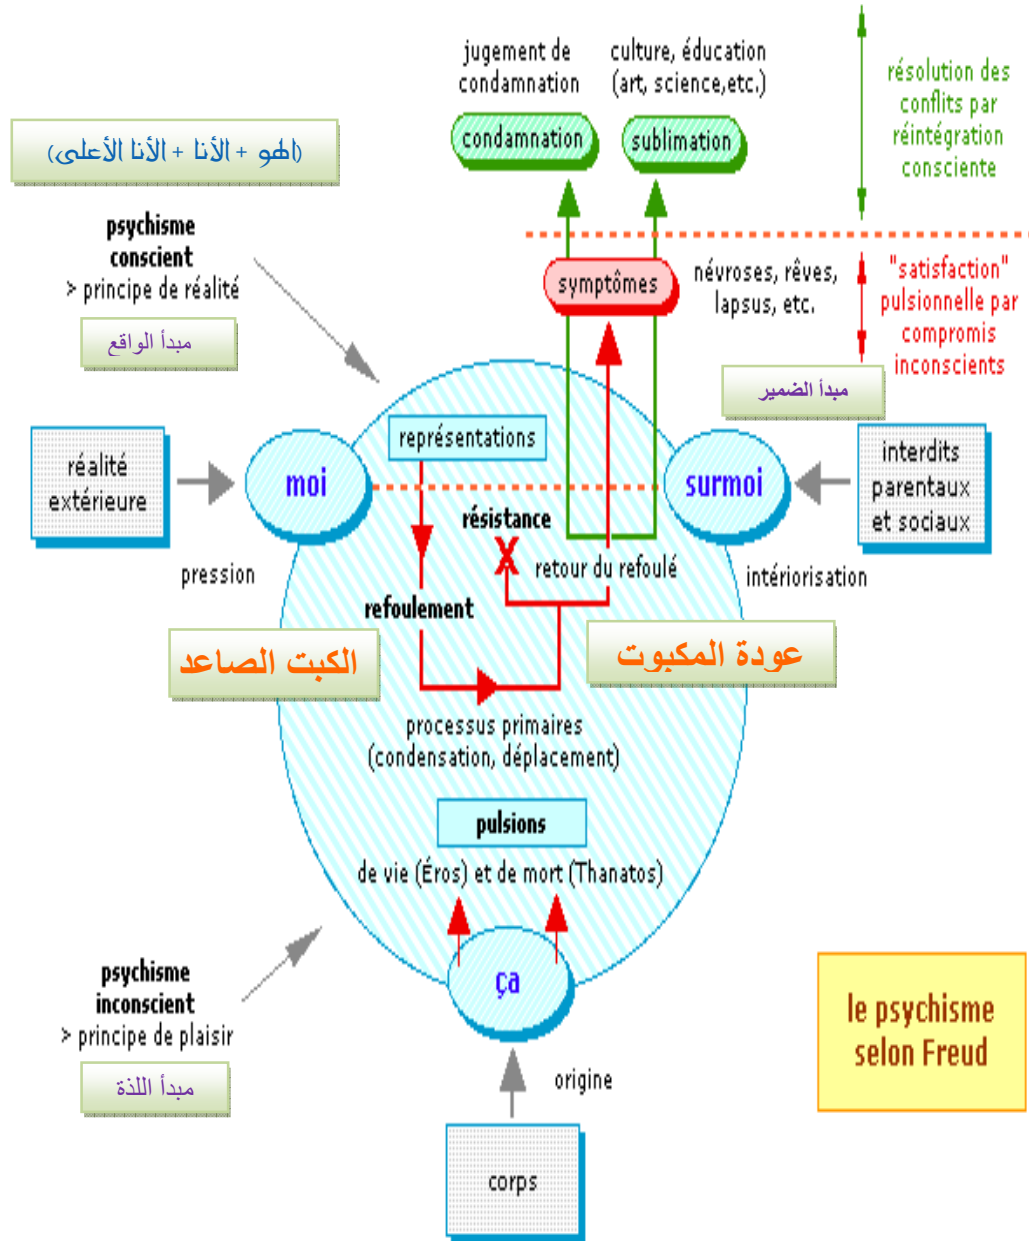 jugement de
condamnation
culture, éducation
(art, science,etc.)
résolution des
conflits par
réintégration
consciente
condamnation
sublimation
(الهو + الأنا + الأنا الأعلى)
psychisme
conscient
> principe de réalité
مبدأ الواقع
symptômes
névroses, rêves,
lapsus, etc.
"satisfaction"
pulsionnelle par
compromis
inconscients
مبدأ الضمير
réalité
extérieure
moi
représentations
surmoi
interdits
parentaux
et sociaux
résistance
X
pression
retour du refoulé
intériorisation
refoulement
الكبت الصاعد
عودة المكبوت
processus primaires
(condensation, déplacement)
pulsions
de vie (Éros) et de mort (Thanatos)
psychisme
inconscient
> principe de plaisir
مبدأ اللذة
ça
le psychisme
selon Freud
origine
corps